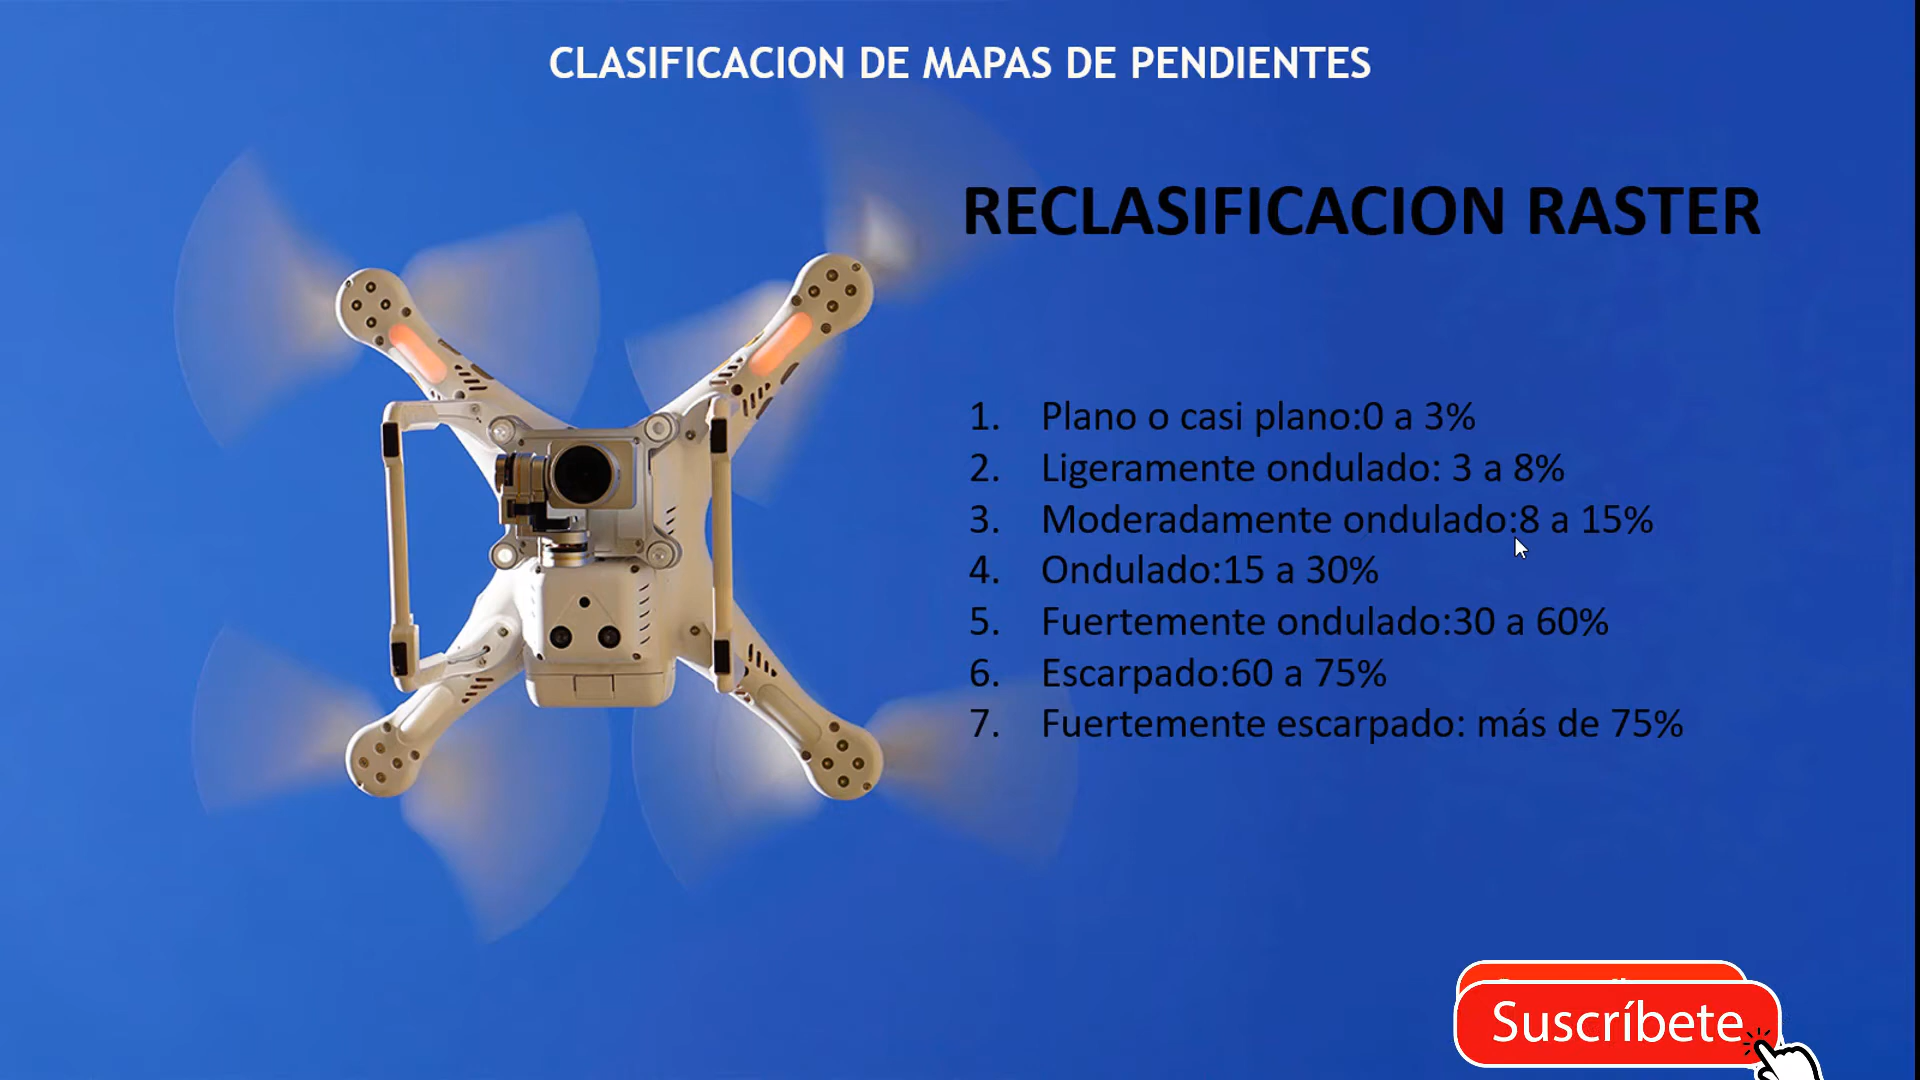 CLASIFICACION DE MAPAS DE PENDIENTES
RECLASIFICACION RASTER
1. Plano o casi plano:0 a 3%
2. Ligeramente ondulado: 3 a 8%
3. Moderadamente ondulado:8 a 15%
4. Ondulado:15 a 30%
5. Fuertemente ondulado:30 a 60%
6. Escarpado:60 a 75%
7. Fuertemente escarpado: más de 75%
Suscríbete